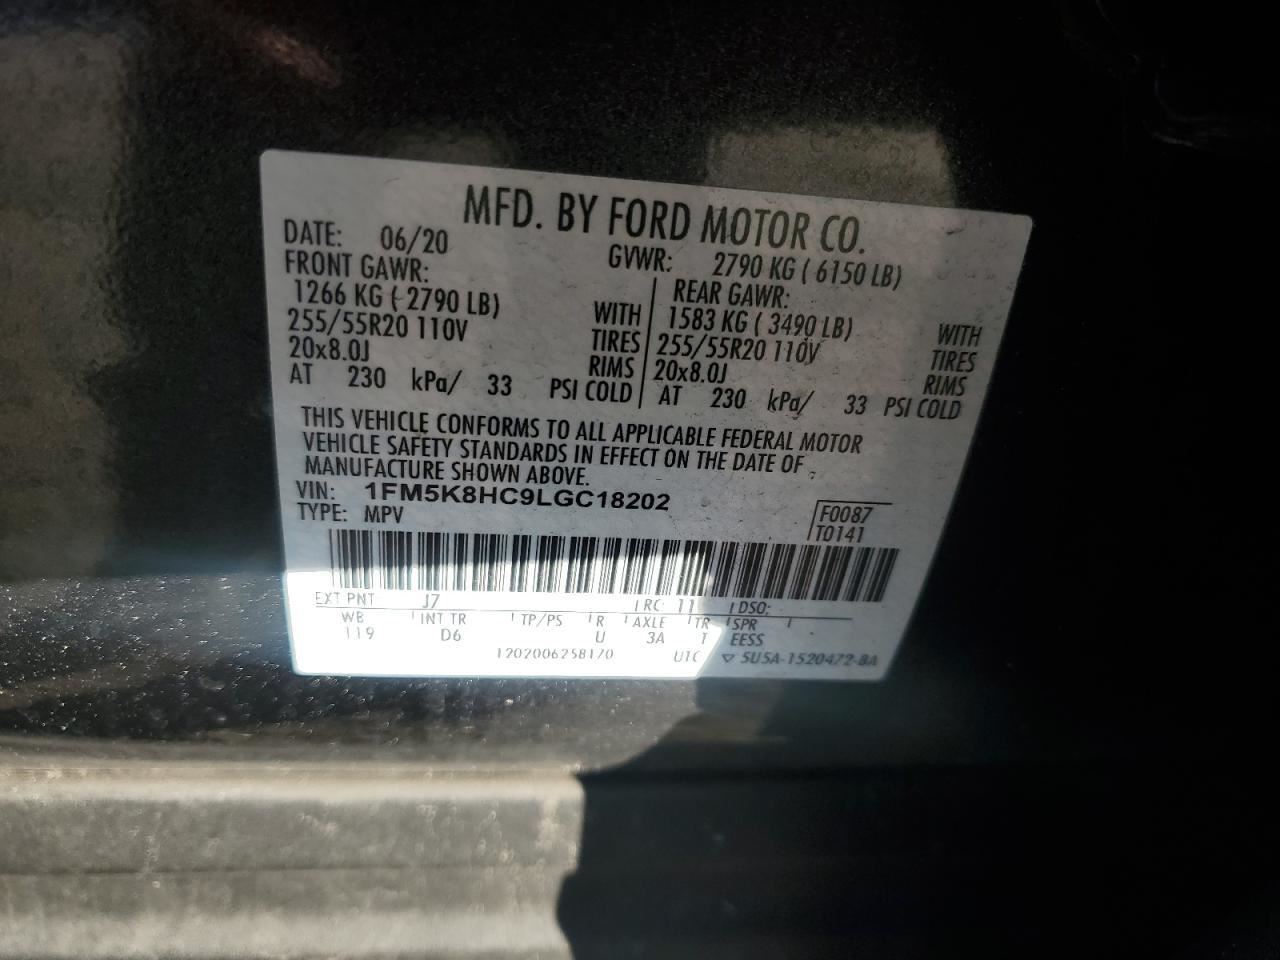 MFD. BY FORD MOTOR CO.
DATE: 06/20 GVWR: 2790 KG ( 6150 LB)
FRONT GAWR: REAR GAWR:
1266 KG ( 2790 LB) WITH 1583 KG ( 3490 LB) WITH
255/55R20 110V TIRES 255/55R20 110V TIRES
20x8.0J RIMS 20x8.0J RIMS
AT 230 kPa/ 33 PSI COLD AT 230 kPa/ 33 PSI COLD
THIS VEHICLE CONFORMS TO ALL APPLICABLE FEDERAL MOTOR
VEHICLE SAFETY STANDARDS IN EFFECT ON THE DATE OF
MANUFACTURE SHOWN ABOVE.
VIN: 1FM5K8HC9LGC18202
TYPE: MPV
F0087
T0141
EXT PNT: J7 RC: 11 DSO:
WB INT TR TP/PS R AXLE TR SPR
119 D6 U 3A T EESS
UTC ▽ 5U5A-1520472-BA